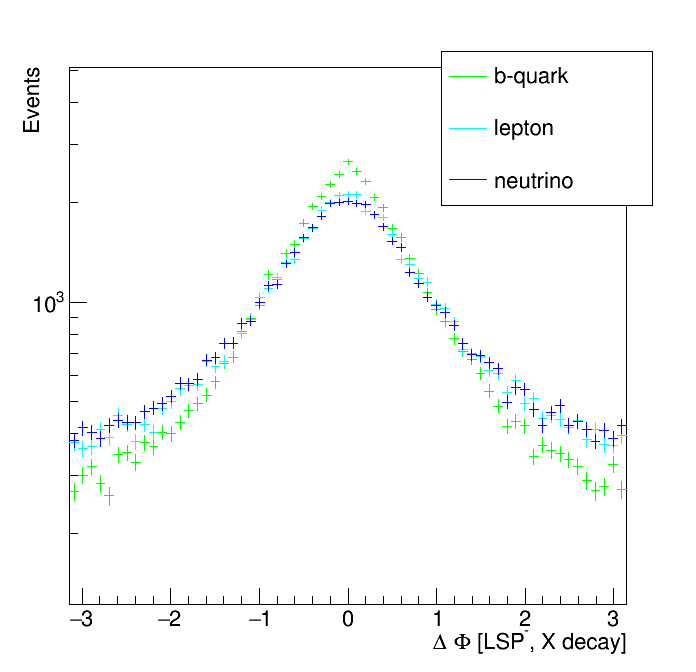 Events
b-quark
lepton
neutrino
10³
−3 −2 −1 0 1 2 3
Δ Φ [LSP˜, X decay]